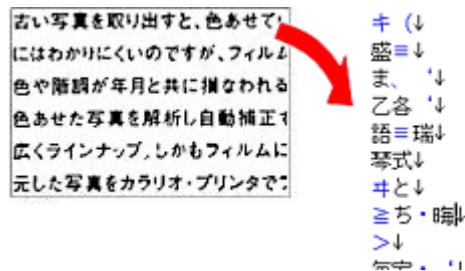 古い写真を取り出すと、色あせてい
にはわかりにくいのですが、フィルム
色や階調が年月と共に損なわれる
色あせた写真を解析し自動補正す
広くラインナップ。しかもフィルムに
元した写真をカラリオ・プリンタでプ
キ (↓
盛≡↓
ま、 ‘↓
乙各 ‘↓
語≡瑞↓
琴式↓
ヰと↓
≧ち・晦↓
＞↓